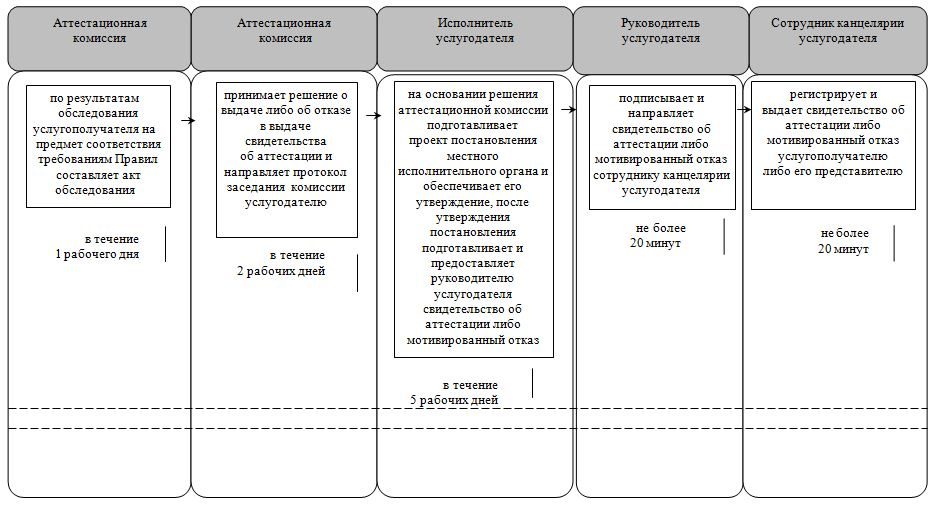 Аттестационная
комиссия
Аттестационная
комиссия
Исполнитель
услугодателя
Руководитель
услугодателя
Сотрудник канцелярии
услугодателя
по результатам
обследования
услугополучателя на
предмет соответствия
требованиям Правил
составляет акт
обследования
в течение
1 рабочего дня
принимает решение о
выдаче либо об отказе
в выдаче
свидетельства
об аттестации и
направляет протокол
заседания комиссии
услугодателю
в течение
2 рабочих дней
на основании решения
аттестационной комиссии
подготавливает
проект постановления
местного
исполнительного органа и
обеспечивает его
утверждение, после
утверждения
постановления
подготавливает и
предоставляет
руководителю
услугодателя
свидетельство об
аттестации либо
мотивированный отказ
в течение
5 рабочих дней
подписывает и
направляет
свидетельство об
аттестации либо
мотивированный отказ
сотруднику канцелярии
услугодателя
не более
20 минут
регистрирует и
выдает свидетельство об
аттестации либо
мотивированный отказ
услугополучателю
либо его представителю
не более
20 минут